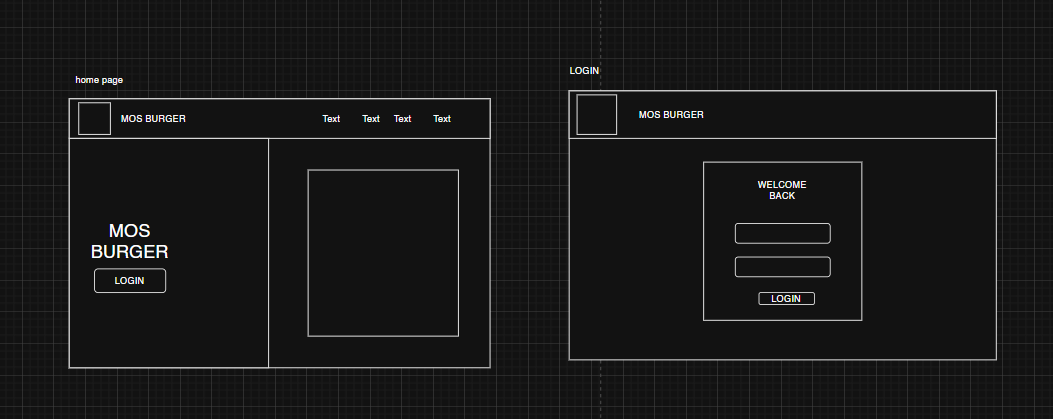 home page
MOS BURGER
Text Text Text Text
MOS
BURGER
LOGIN
LOGIN
MOS BURGER
WELCOME
BACK
LOGIN